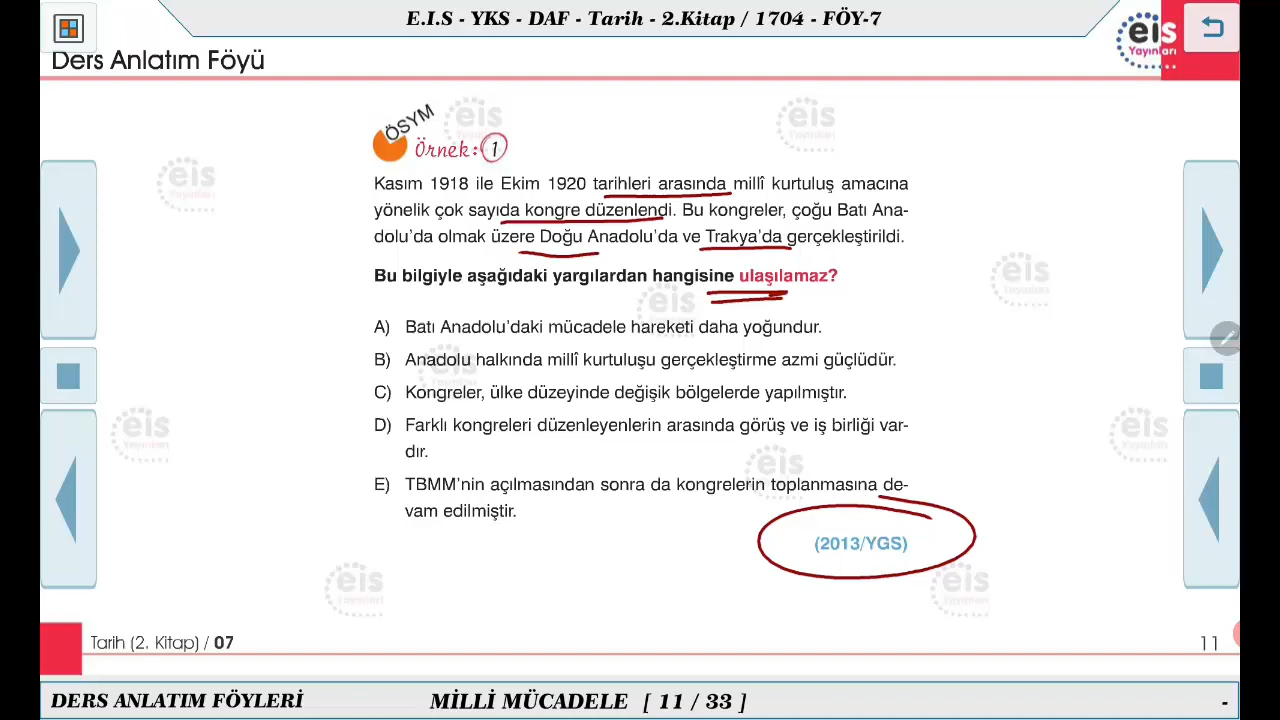 E.I.S - YKS - DAF - Tarih - 2.Kitap / 1704 - FÖY-7
eis
Yayınları
Ders Anlatım Föyü
ÖSYM
Örnek: 1
Kasım 1918 ile Ekim 1920 tarihleri arasında millî kurtuluş amacına
yönelik çok sayıda kongre düzenlendi. Bu kongreler, çoğu Batı Ana-
dolu’da olmak üzere Doğu Anadolu’da ve Trakya’da gerçekleştirildi.
Bu bilgiyle aşağıdaki yargılardan hangisine ulaşılamaz?
A) Batı Anadolu’daki mücadele hareketi daha yoğundur.
B) Anadolu halkında millî kurtuluşu gerçekleştirme azmi güçlüdür.
C) Kongreler, ülke düzeyinde değişik bölgelerde yapılmıştır.
D) Farklı kongreleri düzenleyenlerin arasında görüş ve iş birliği var-
dır.
E) TBMM’nin açılmasından sonra da kongrelerin toplanmasına de-
vam edilmiştir.
(2013/YGS)
Tarih (2. Kitap) / 07
11
DERS ANLATIM FÖYLERİ
MİLLİ MÜCADELE [ 11 / 33 ]
-